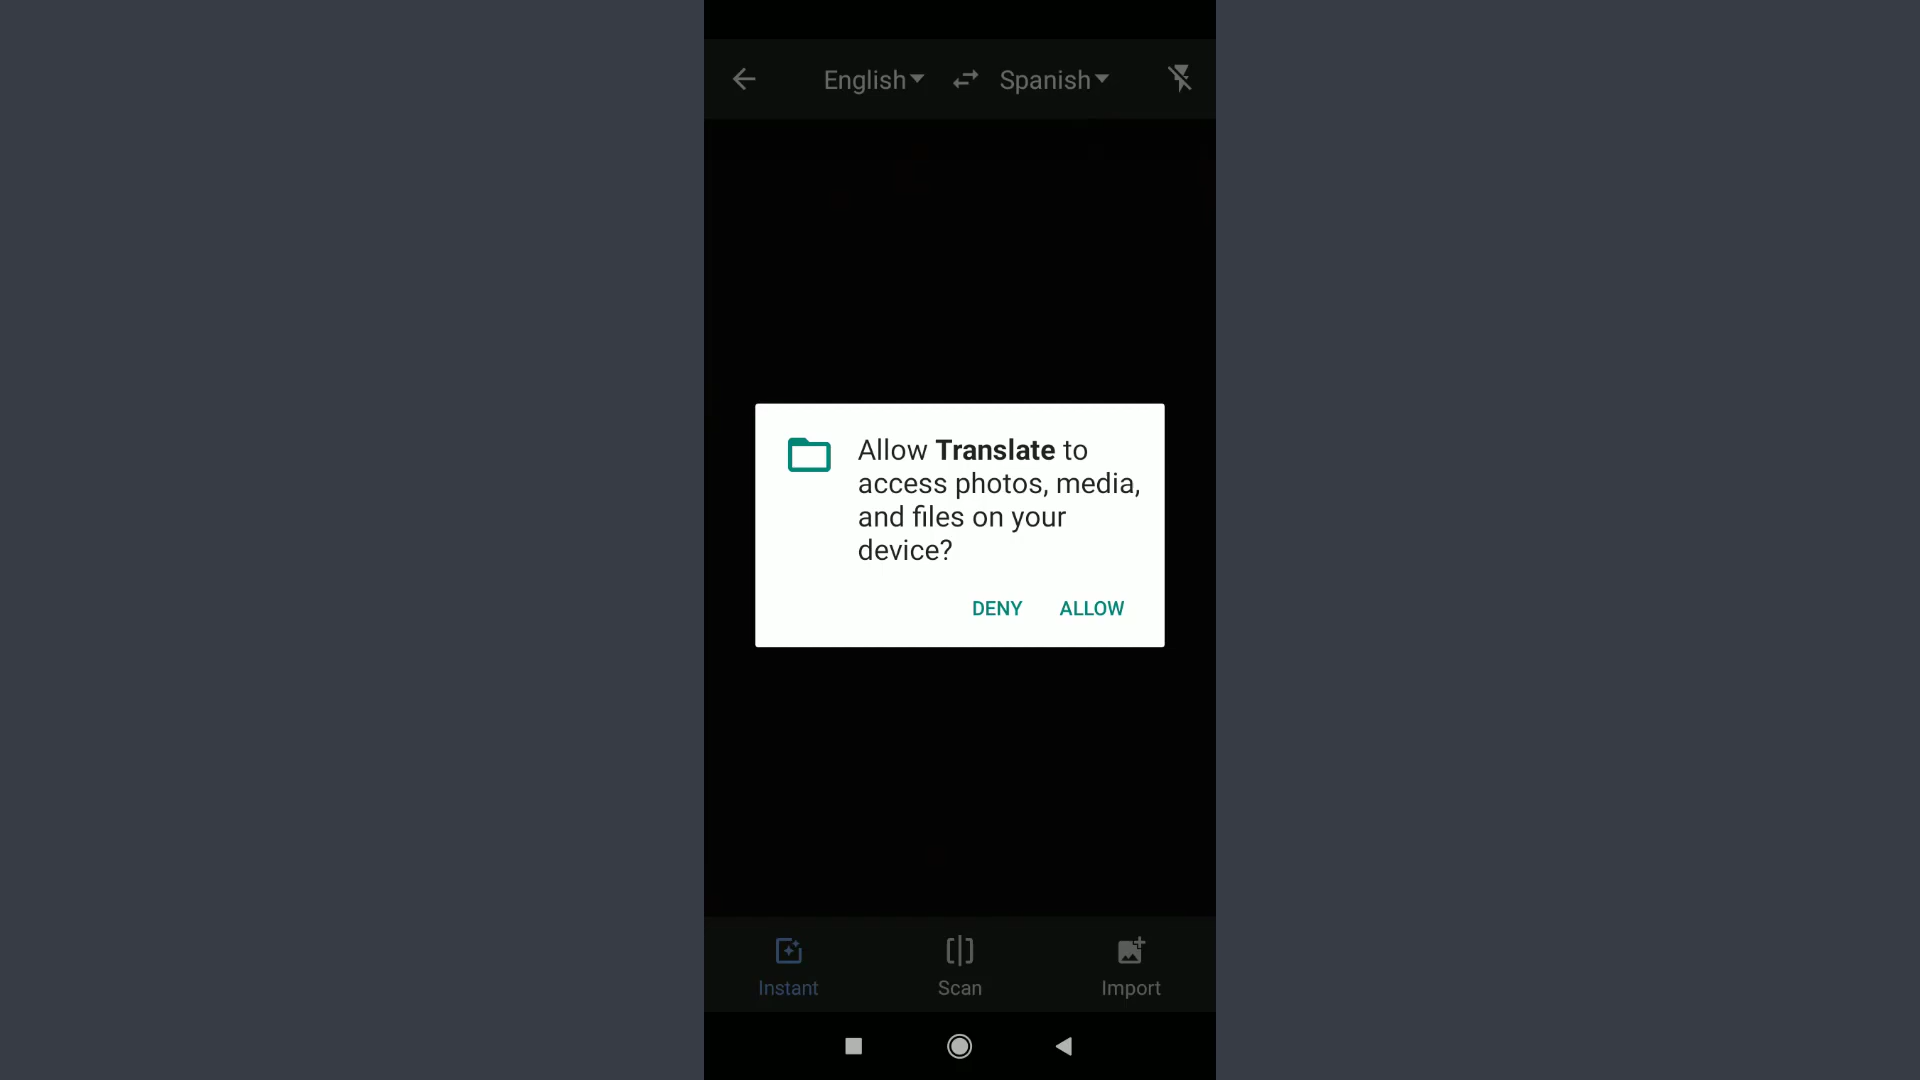 English Spanish
Allow Translate to
access photos, media,
and files on your
device?
DENY ALLOW
Instant Scan Import